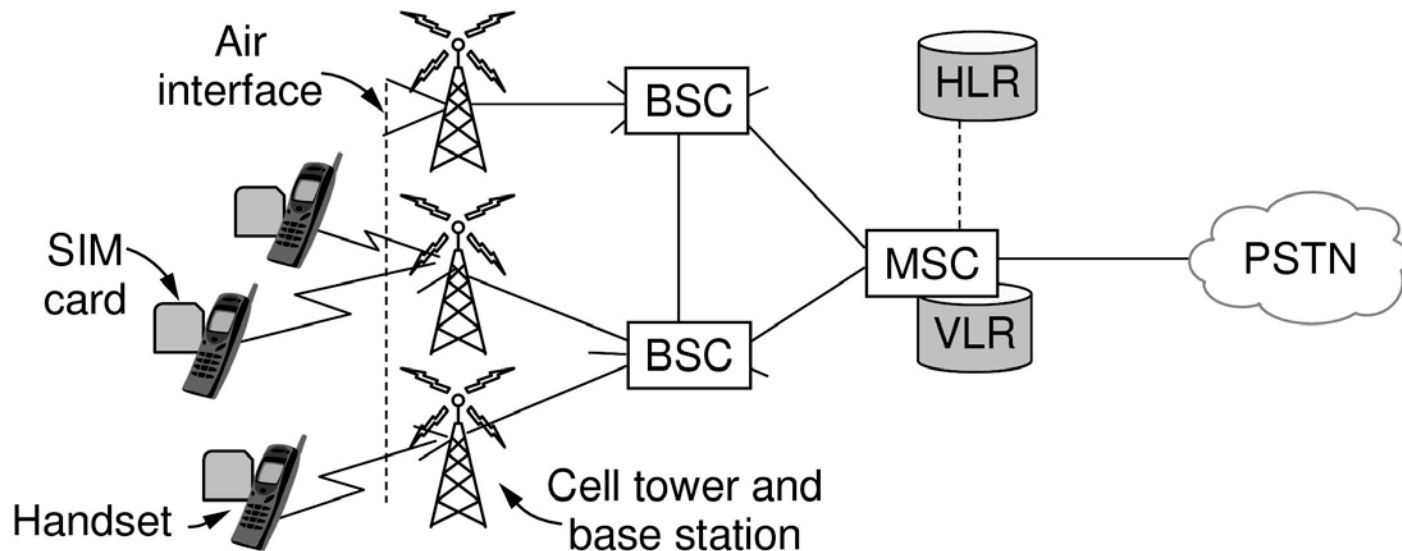 Air
interface
BSC
HLR
SIM
card
MSC
PSTN
VLR
BSC
Handset
Cell tower and
base station